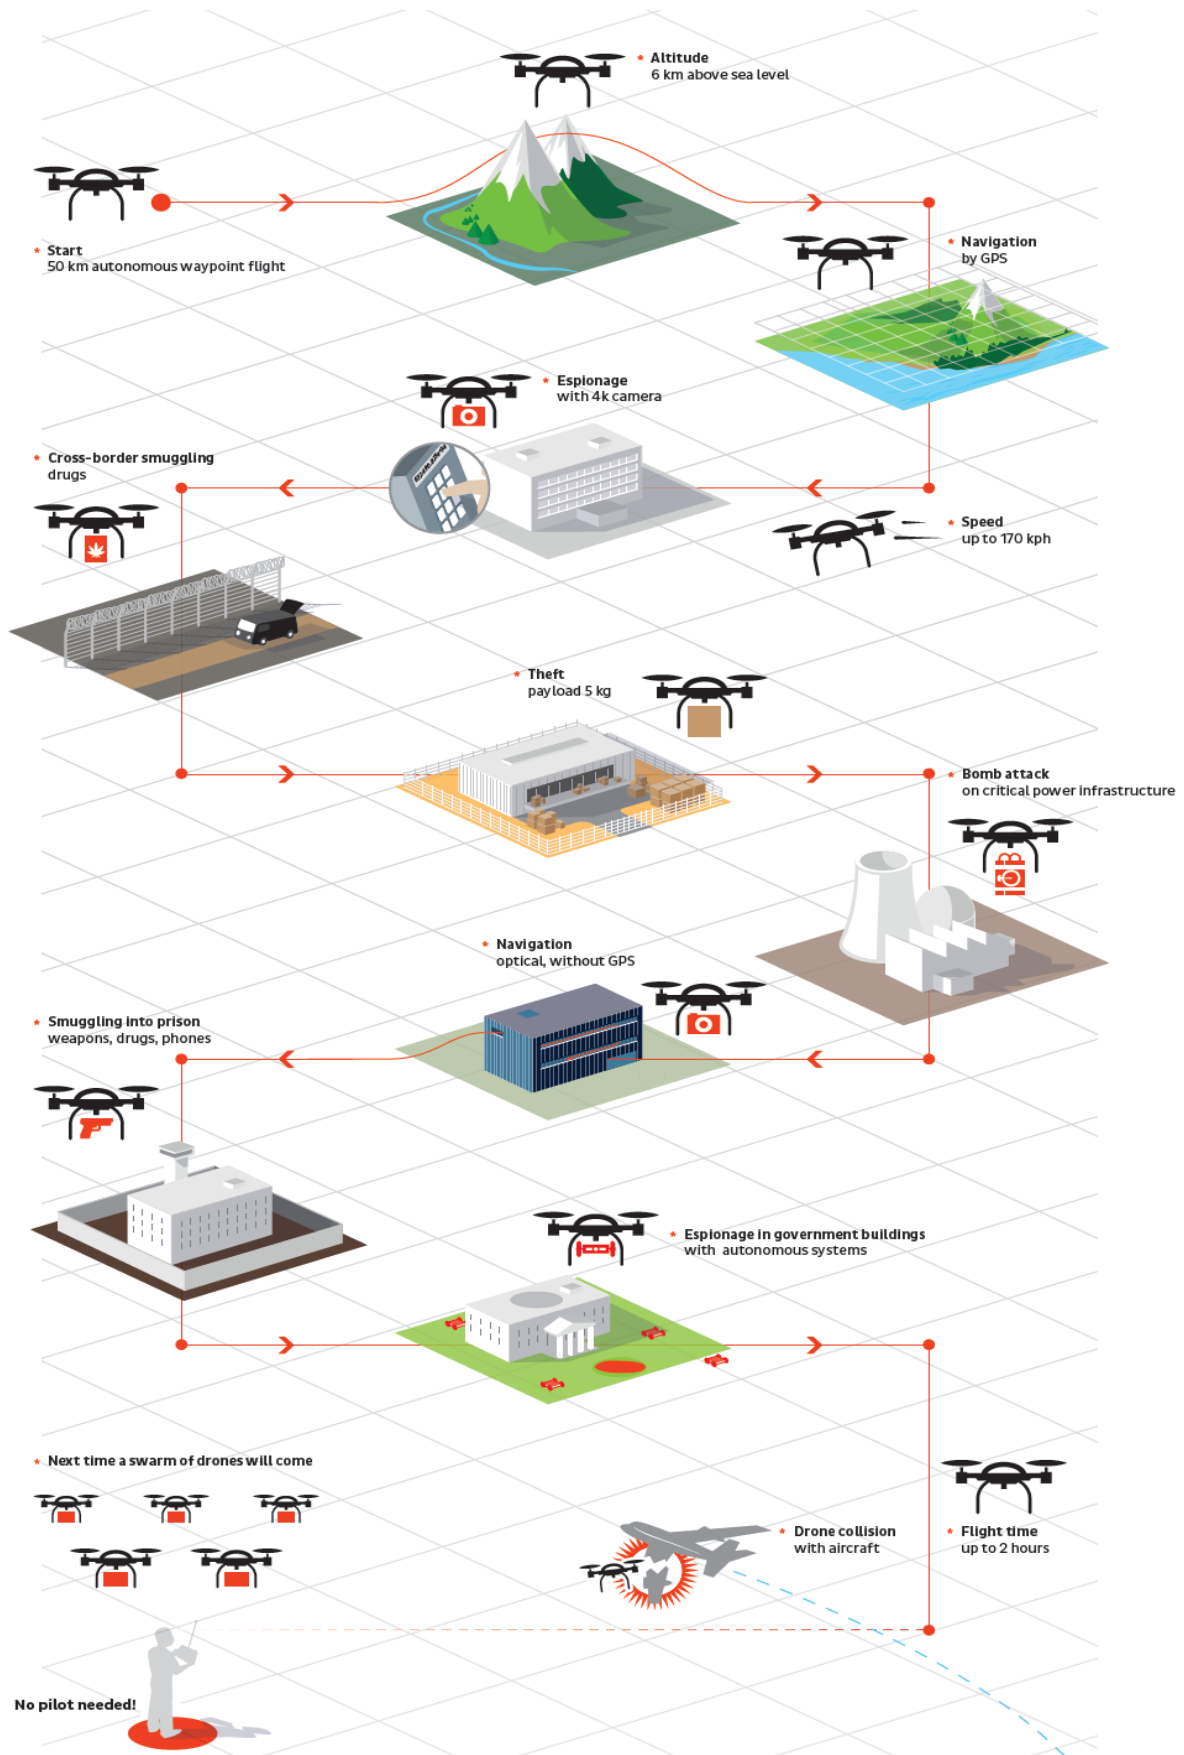 * Altitude
6 km above sea level
* Start
50 km autonomous waypoint flight
* Navigation
by GPS
* Espionage
with 4k camera
* Cross-border smuggling
drugs
* Speed
up to 170 kph
* Theft
payload 5 kg
* Bomb attack
on critical power infrastructure
* Navigation
optical, without GPS
* Smuggling into prison
weapons, drugs, phones
* Espionage in government buildings
with autonomous systems
* Next time a swarm of drones will come
* Drone collision
with aircraft
* Flight time
up to 2 hours
No pilot needed!